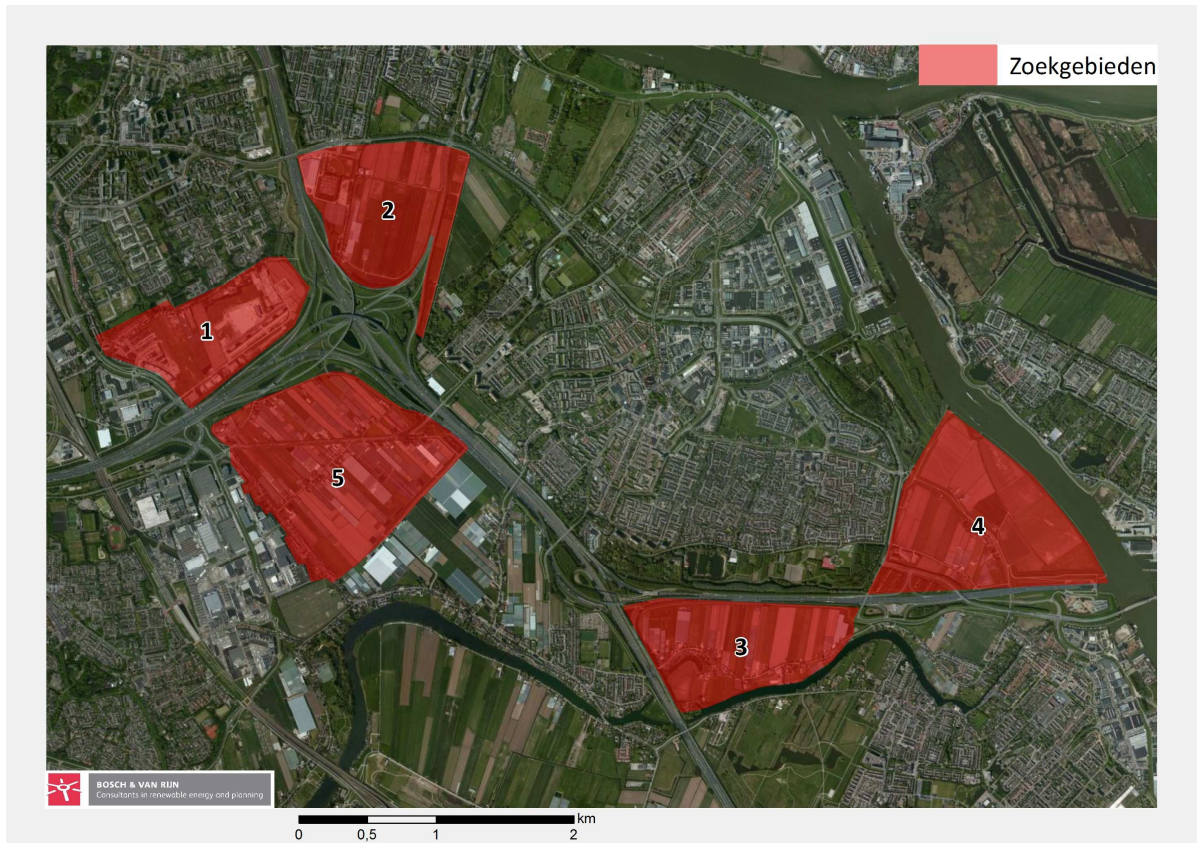 Zoekgebieden
2
1
5
4
3
BOSCH & VAN RIJN
Consultants in renewable energy and planning
km
0 0,5 1 2